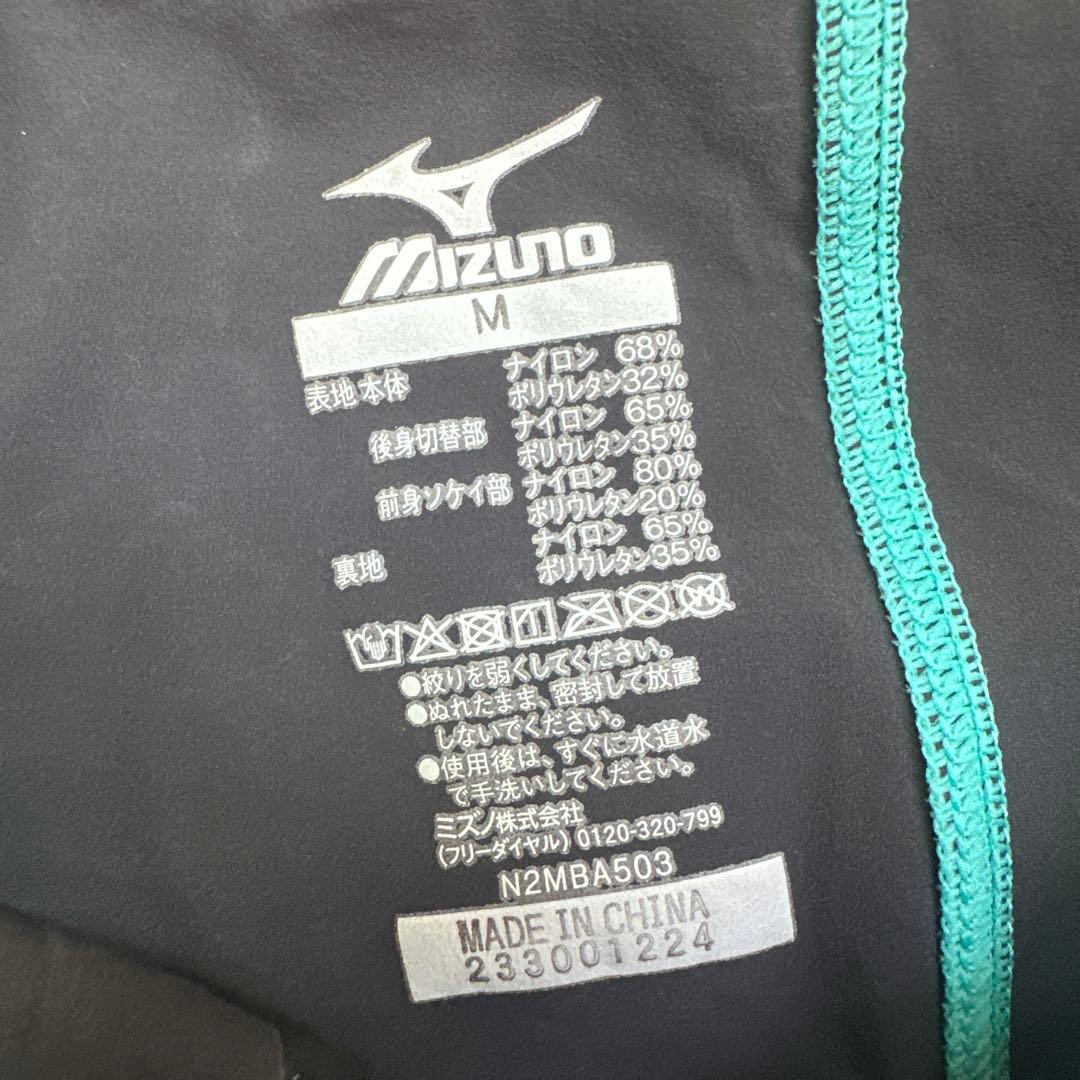 MIZUNO
M
表地 本体 ナイロン 68%
ポリウレタン32%
後身切替部 ナイロン 65%
ポリウレタン35%
前身ソケイ部 ナイロン 80%
ポリウレタン20%
ナイロン 65%
裏地 ポリウレタン35%
●絞りを弱くしてください。
●ぬれたまま、密封して放置
しないでください。
●使用後は、すぐに水道水
で手洗いしてください。
ミズノ株式会社
(フリーダイヤル) 0120-320-799
N2MBA503
MADE IN CHINA
233001224